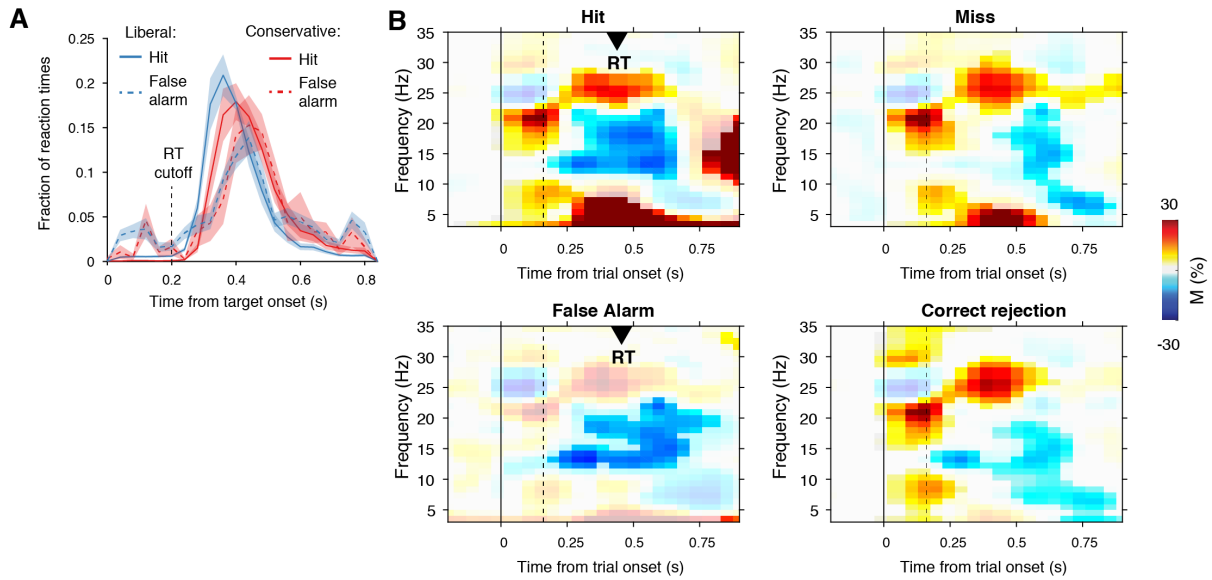 A
Liberal:
Conservative:
Hit
Hit
False
alarm
False
alarm
RT
cutoff
Fraction of reaction times
0.25
0.2
0.15
0.1
0.05
0
0 0.2 0.4 0.6 0.8
Time from target onset (s)
B
Hit
RT
Frequency (Hz)
35
30
25
20
15
10
5
0 0.25 0.5 0.75
Time from trial onset (s)
Miss
Frequency (Hz)
35
30
25
20
15
10
5
0 0.25 0.5 0.75
Time from trial onset (s)
False Alarm
RT
Frequency (Hz)
35
30
25
20
15
10
5
0 0.25 0.5 0.75
Time from trial onset (s)
Correct rejection
Frequency (Hz)
35
30
25
20
15
10
5
0 0.25 0.5 0.75
Time from trial onset (s)
30
M (%)
-30